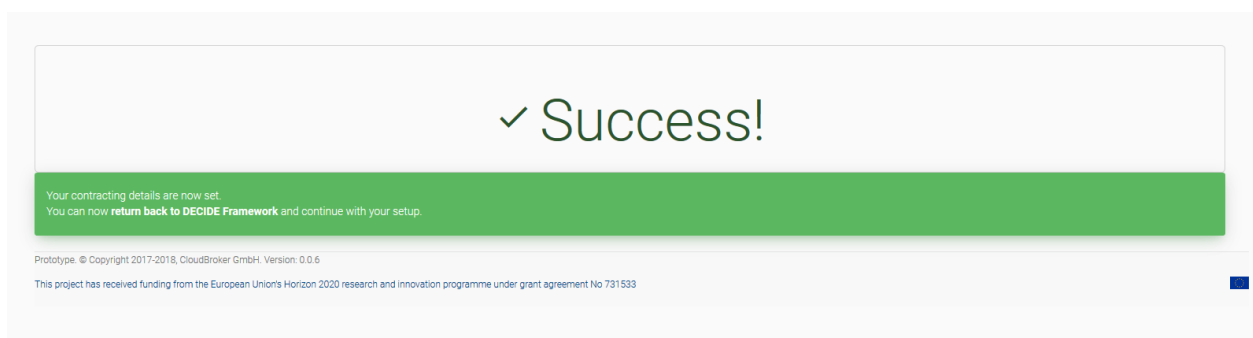 Success!
Your contracting details are now set.
You can now return back to DECIDE Framework and continue with your setup.
Prototype. © Copyright 2017-2018, CloudBroker GmbH. Version: 0.0.6
This project has received funding from the European Union's Horizon 2020 research and innovation programme under grant agreement No 731533